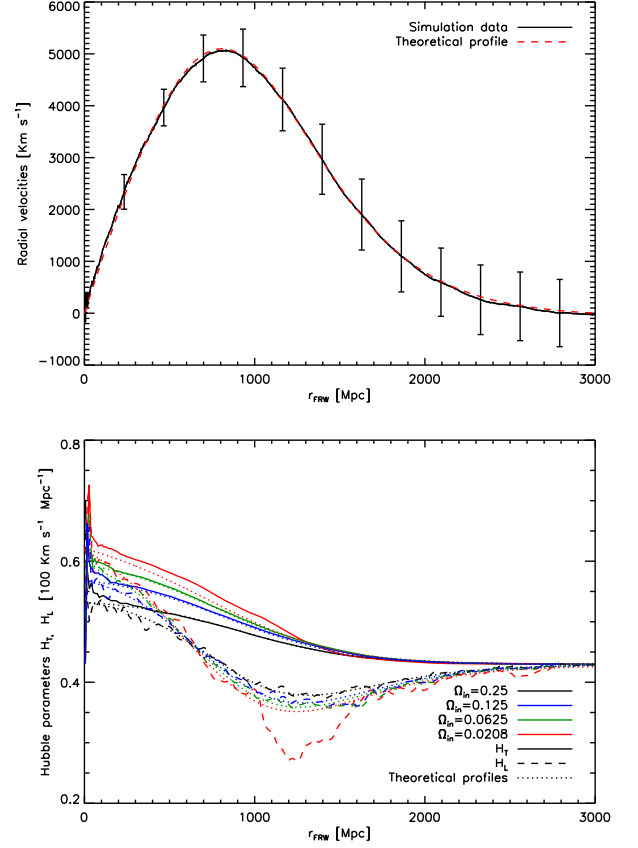 6000
5000
4000
3000
2000
1000
0
−1000
Radial velocities [Km s⁻¹]
Simulation data
Theoretical profile
0 1000 2000 3000
r_FRW [Mpc]
0.8
0.6
0.4
0.2
Hubble parameters H_T, H_L [100 Km s⁻¹ Mpc⁻¹]
Ω_in=0.25
Ω_in=0.125
Ω_in=0.0625
Ω_in=0.0208
H_T
H_L
Theoretical profiles
0 1000 2000 3000
r_FRW [Mpc]